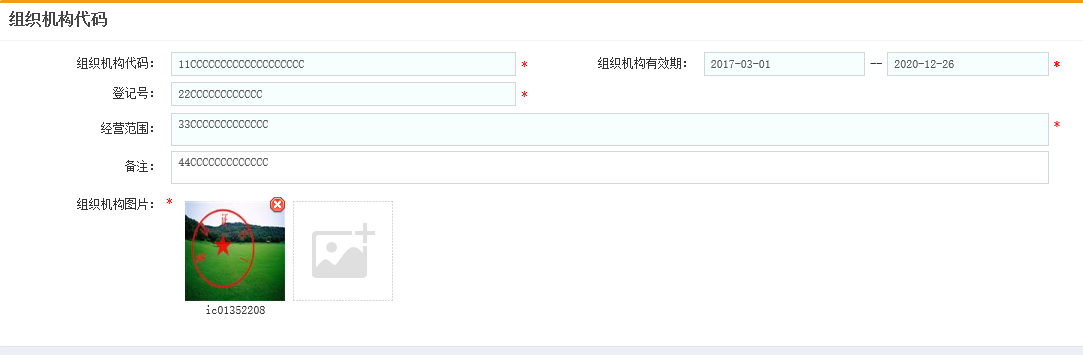 组织机构代码
组织机构代码： 11CCCCCCCCCCCCCCCCCCC * 组织机构有效期： 2017-03-01 -- 2020-12-26 *
登记号： 22CCCCCCCCCCCC *
经营范围： 33CCCCCCCCCCCCC *
备注： 44CCCCCCCCCCCCC
组织机构图片： *
ic01352208